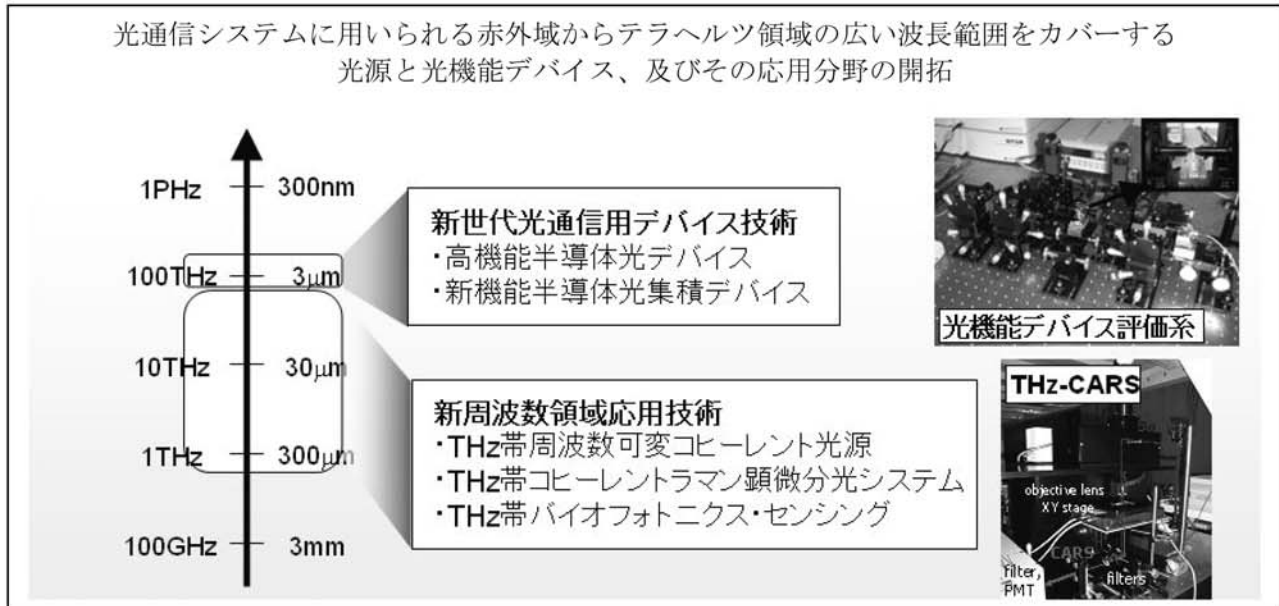 光通信システムに用いられる赤外域からテラヘルツ領域の広い波長範囲をカバーする
光源と光機能デバイス、及びその応用分野の開拓
1PHz 300nm
100THz 3μm
10THz 30μm
1THz 300μm
100GHz 3mm
新世代光通信用デバイス技術
・高機能半導体光デバイス
・新機能半導体光集積デバイス
新周波数領域応用技術
・THz帯周波数可変コヒーレント光源
・THz帯コヒーレントラマン顕微分光システム
・THz帯バイオフォトニクス・センシング
光機能デバイス評価系
THz-CARS
objective lens
XY stage
CARS
filter,
PMT
filters